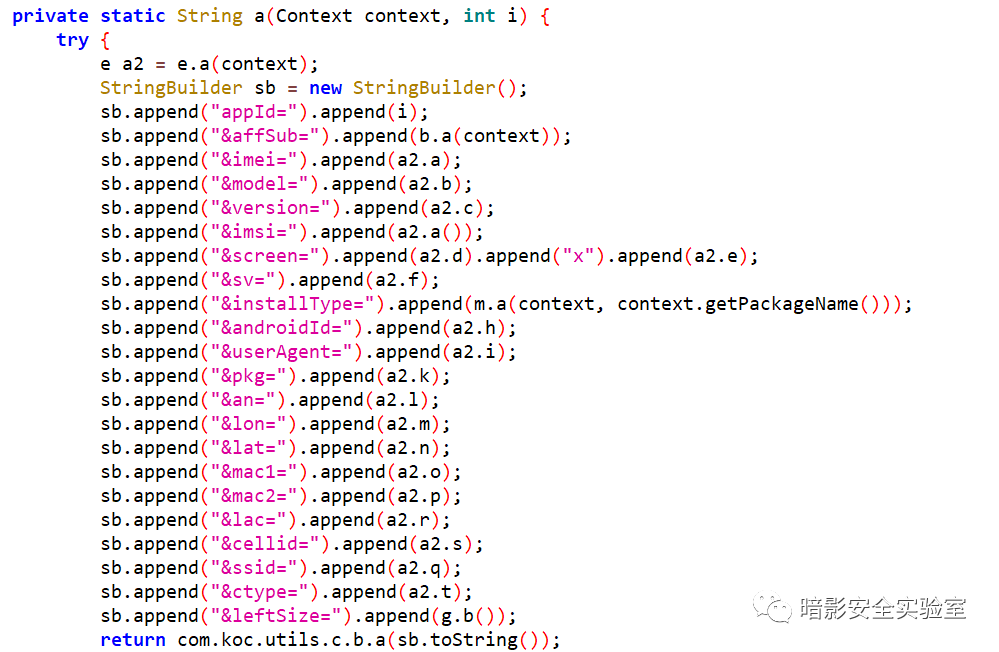 private static String a(Context context, int i) {
    try {
        e a2 = e.a(context);
        StringBuilder sb = new StringBuilder();
        sb.append("appId=").append(i);
        sb.append("&affSub=").append(b.a(context));
        sb.append("&imei=").append(a2.a);
        sb.append("&model=").append(a2.b);
        sb.append("&version=").append(a2.c);
        sb.append("&imsi=").append(a2.a());
        sb.append("&screen=").append(a2.d).append("x").append(a2.e);
        sb.append("&sv=").append(a2.f);
        sb.append("&installType=").append(m.a(context, context.getPackageName()));
        sb.append("&androidId=").append(a2.h);
        sb.append("&userAgent=").append(a2.i);
        sb.append("&pkg=").append(a2.k);
        sb.append("&an=").append(a2.l);
        sb.append("&lon=").append(a2.m);
        sb.append("&lat=").append(a2.n);
        sb.append("&mac1=").append(a2.o);
        sb.append("&mac2=").append(a2.p);
        sb.append("&lac=").append(a2.r);
        sb.append("&cellid=").append(a2.s);
        sb.append("&ssid=").append(a2.q);
        sb.append("&ctype=").append(a2.t);
        sb.append("&leftSize=").append(g.b());
        return com.koc.utils.c.b.a(sb.toString());
暗影安全实验室